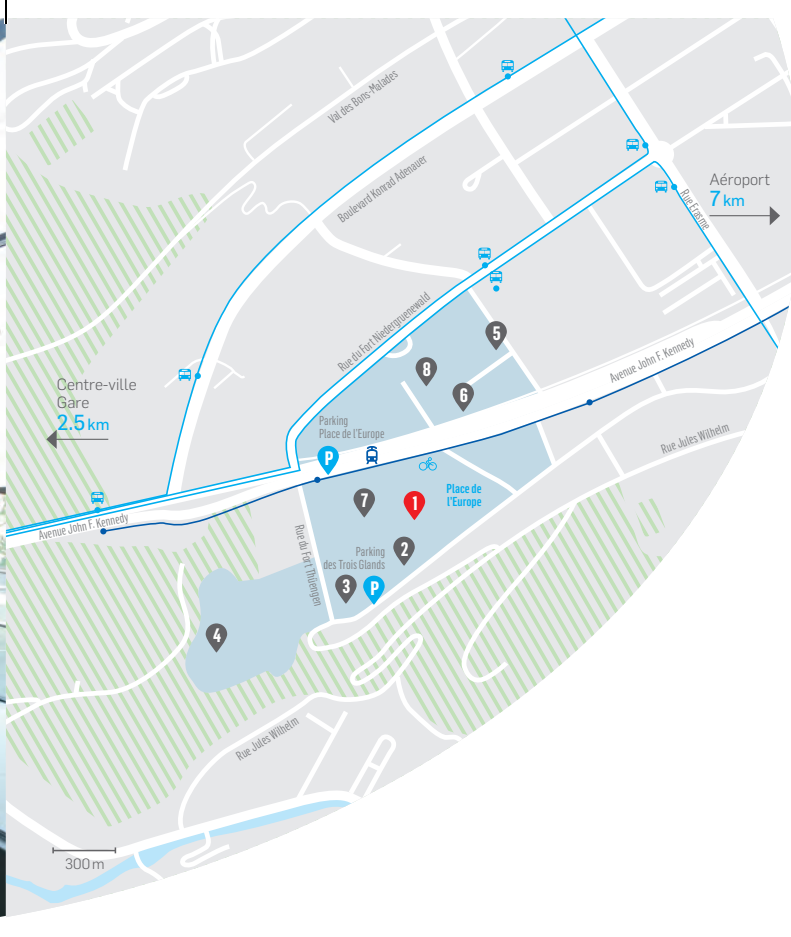 Val des Bons-Malades
Boulevard Konrad Adenauer
Aéroport
7 km
Rue Erasme
Rue du Fort Niedergruenewald
5
8
6
Avenue John F. Kennedy
Centre-ville
Gare
2.5 km
Parking
Place de l'Europe
P
Rue Jules Wilhelm
Place de
l'Europe
7
1
Avenue John F. Kennedy
Rue du Fort Thüengen
2
Parking
des Trois Glands
3
P
4
Rue Jules Wilhelm
300 m